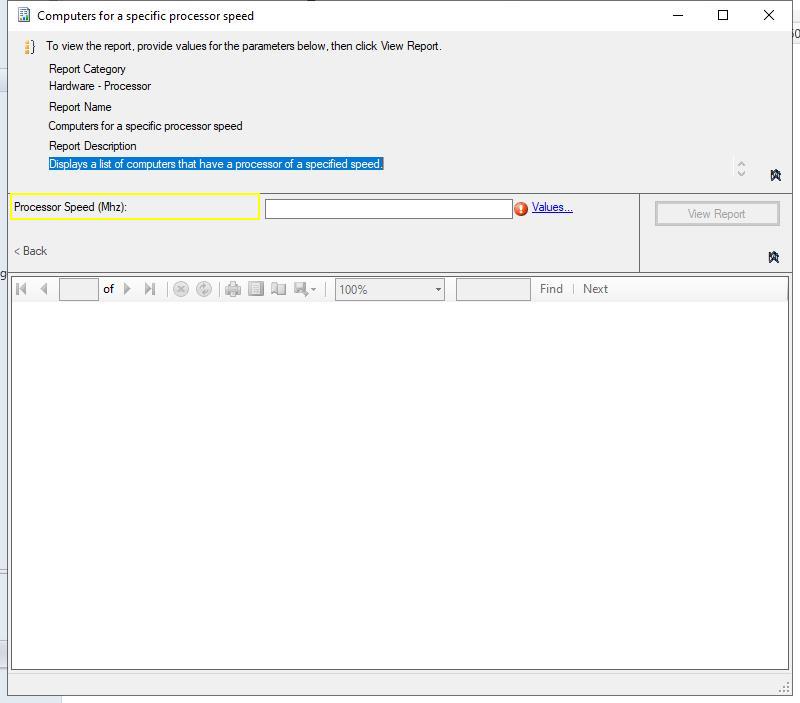 Computers for a specific processor speed
To view the report, provide values for the parameters below, then click View Report.
Report Category
Hardware - Processor
Report Name
Computers for a specific processor speed
Report Description
Displays a list of computers that have a processor of a specified speed.
Processor Speed (Mhz):
Values...
View Report
< Back
of
100%
Find
Next